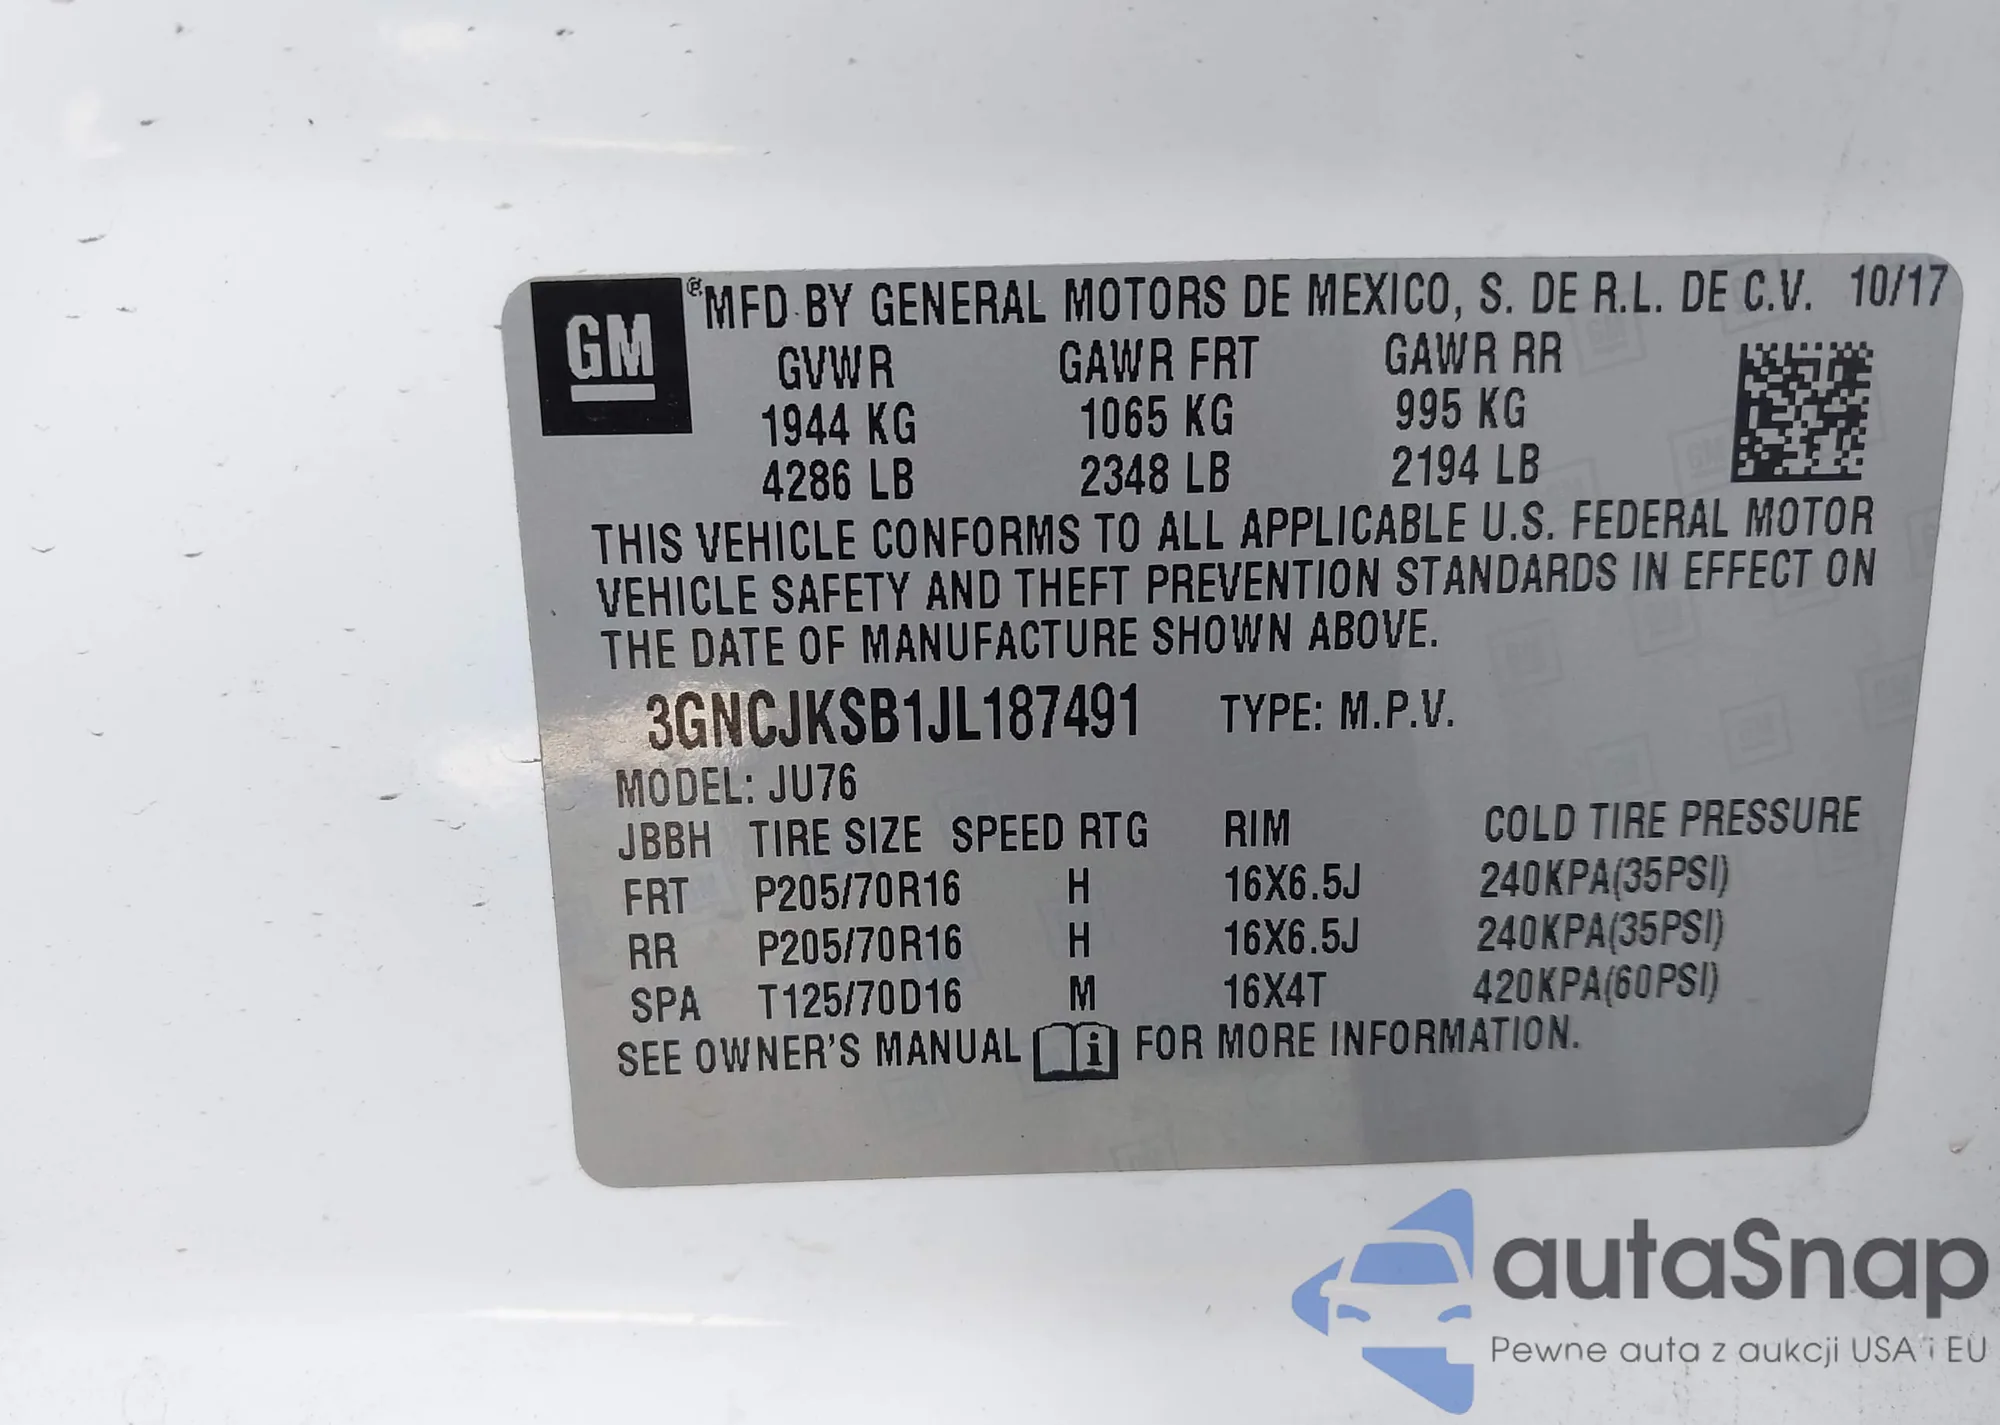 GM ®MFD BY GENERAL MOTORS DE MEXICO, S. DE R.L. DE C.V. 10/17
GVWR GAWR FRT GAWR RR
1944 KG 1065 KG 995 KG
4286 LB 2348 LB 2194 LB
THIS VEHICLE CONFORMS TO ALL APPLICABLE U.S. FEDERAL MOTOR
VEHICLE SAFETY AND THEFT PREVENTION STANDARDS IN EFFECT ON
THE DATE OF MANUFACTURE SHOWN ABOVE.
3GNCJKSB1JL187491 TYPE: M.P.V.
MODEL: JU76
JBBH TIRE SIZE SPEED RTG RIM COLD TIRE PRESSURE
FRT P205/70R16 H 16X6.5J 240KPA(35PSI)
RR P205/70R16 H 16X6.5J 240KPA(35PSI)
SPA T125/70D16 M 16X4T 420KPA(60PSI)
SEE OWNER'S MANUAL i FOR MORE INFORMATION.
autaSnap
Pewne auta z aukcji USA i EU